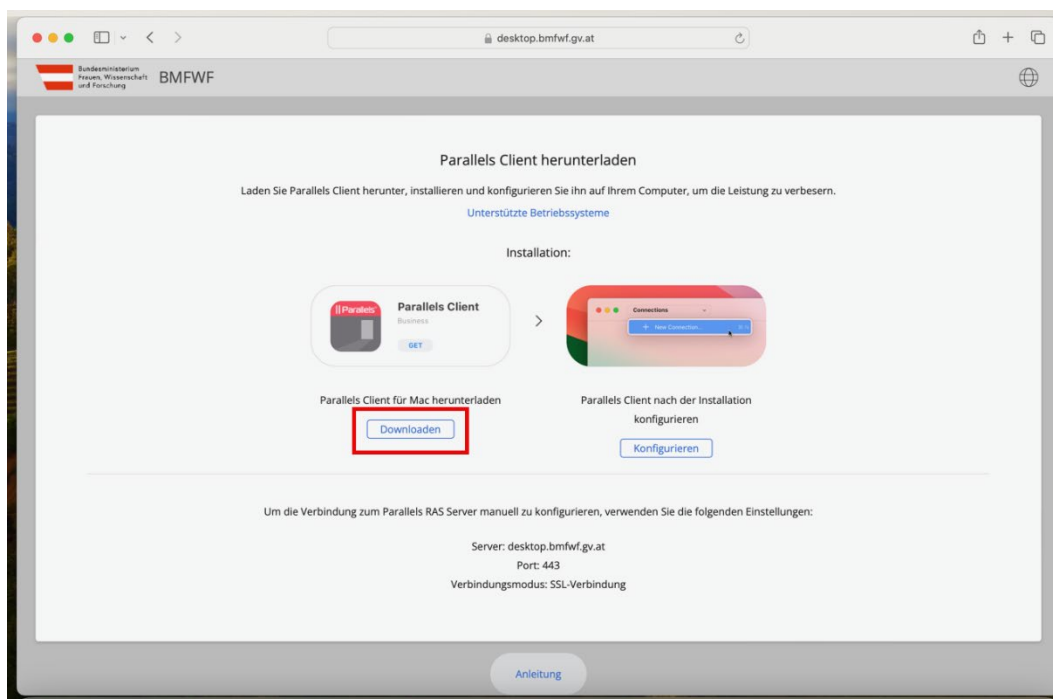 desktop.bmfwf.gv.at
Bundesministerium
Frauen, Wissenschaft
und Forschung
BMFWF
Parallels Client herunterladen
Laden Sie Parallels Client herunter, installieren und konfigurieren Sie ihn auf Ihrem Computer, um die Leistung zu verbesern.
Unterstützte Betriebssysteme
Installation:
Parallels
Parallels Client
Business
GET
Connections
New Connection...
Parallels Client für Mac herunterladen
Downloaden
Parallels Client nach der Installation
konfigurieren
Konfigurieren
Um die Verbindung zum Parallels RAS Server manuell zu konfigurieren, verwenden Sie die folgenden Einstellungen:
Server: desktop.bmfwf.gv.at
Port: 443
Verbindungsmodus: SSL-Verbindung
Anleitung